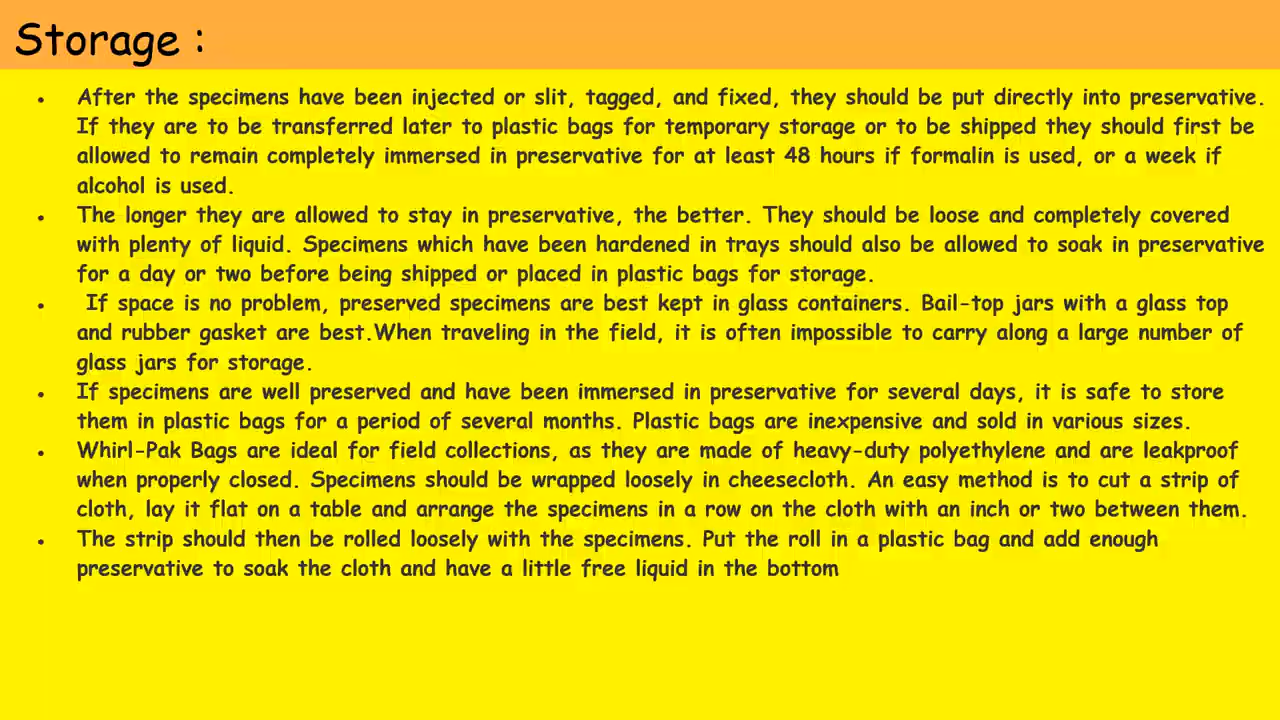 Storage :
• After the specimens have been injected or slit, tagged, and fixed, they should be put directly into preservative.
If they are to be transferred later to plastic bags for temporary storage or to be shipped they should first be
allowed to remain completely immersed in preservative for at least 48 hours if formalin is used, or a week if
alcohol is used.
• The longer they are allowed to stay in preservative, the better. They should be loose and completely covered
with plenty of liquid. Specimens which have been hardened in trays should also be allowed to soak in preservative
for a day or two before being shipped or placed in plastic bags for storage.
• If space is no problem, preserved specimens are best kept in glass containers. Bail-top jars with a glass top
and rubber gasket are best.When traveling in the field, it is often impossible to carry along a large number of
glass jars for storage.
• If specimens are well preserved and have been immersed in preservative for several days, it is safe to store
them in plastic bags for a period of several months. Plastic bags are inexpensive and sold in various sizes.
• Whirl-Pak Bags are ideal for field collections, as they are made of heavy-duty polyethylene and are leakproof
when properly closed. Specimens should be wrapped loosely in cheesecloth. An easy method is to cut a strip of
cloth, lay it flat on a table and arrange the specimens in a row on the cloth with an inch or two between them.
• The strip should then be rolled loosely with the specimens. Put the roll in a plastic bag and add enough
preservative to soak the cloth and have a little free liquid in the bottom